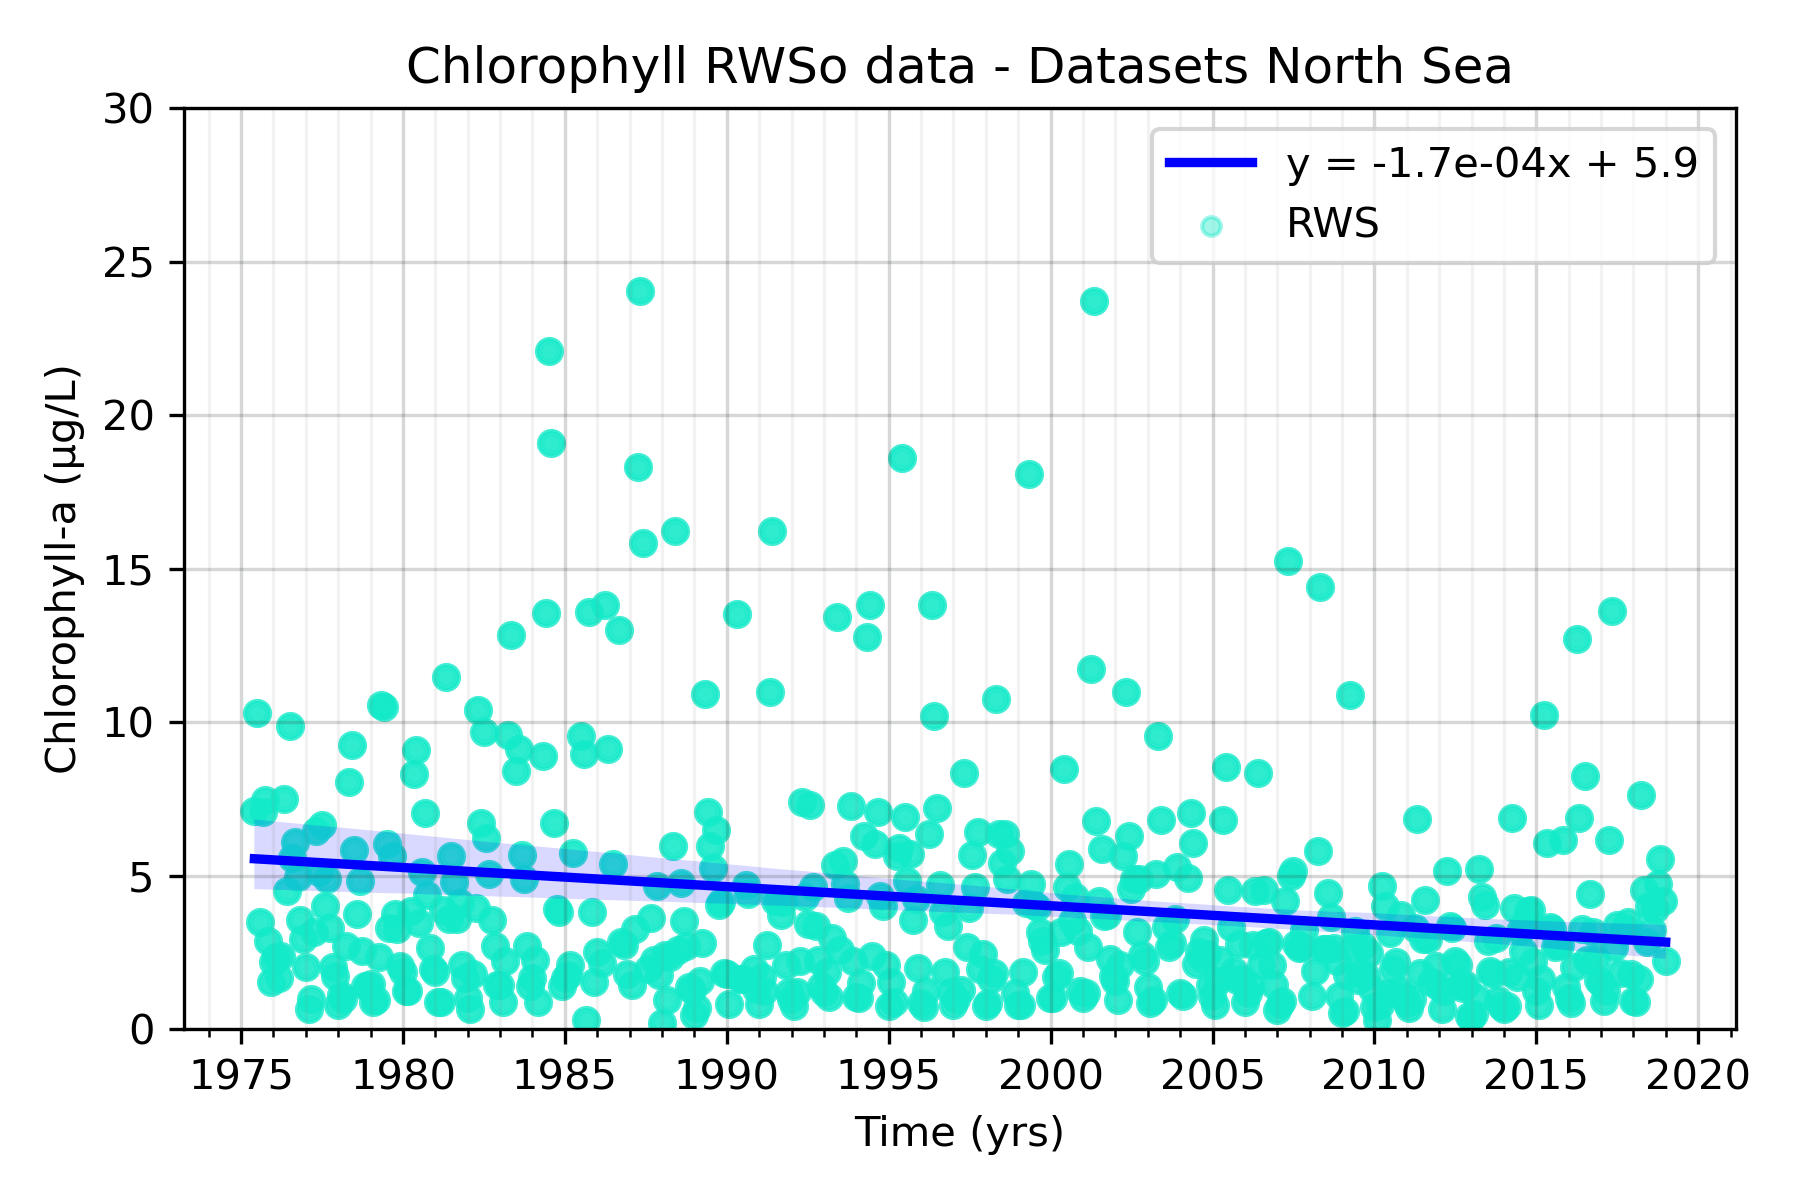 Chlorophyll RWSo data - Datasets North Sea
y = -1.7e-04x + 5.9
RWS
Chlorophyll-a (µg/L)
30
25
20
15
10
5
0
1975 1980 1985 1990 1995 2000 2005 2010 2015 2020
Time (yrs)